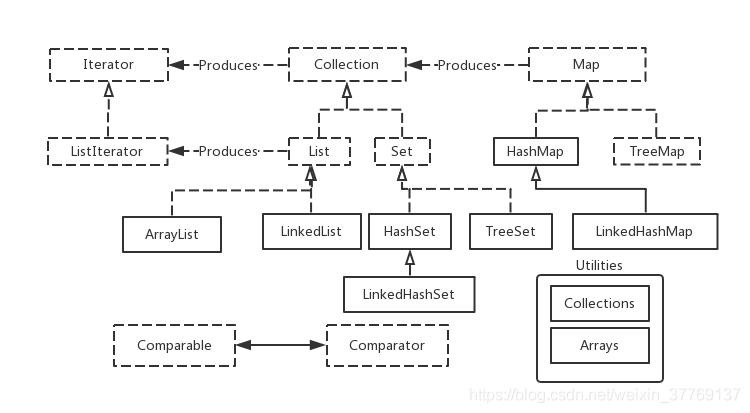 Iterator
Produces
Collection
Produces
Map
ListIterator
Produces
List
Set
HashMap
TreeMap
ArrayList
LinkedList
HashSet
TreeSet
LinkedHashMap
LinkedHashSet
Utilities
Collections
Arrays
Comparable
Comparator
https://blog.csdn.net/weixin_37769137